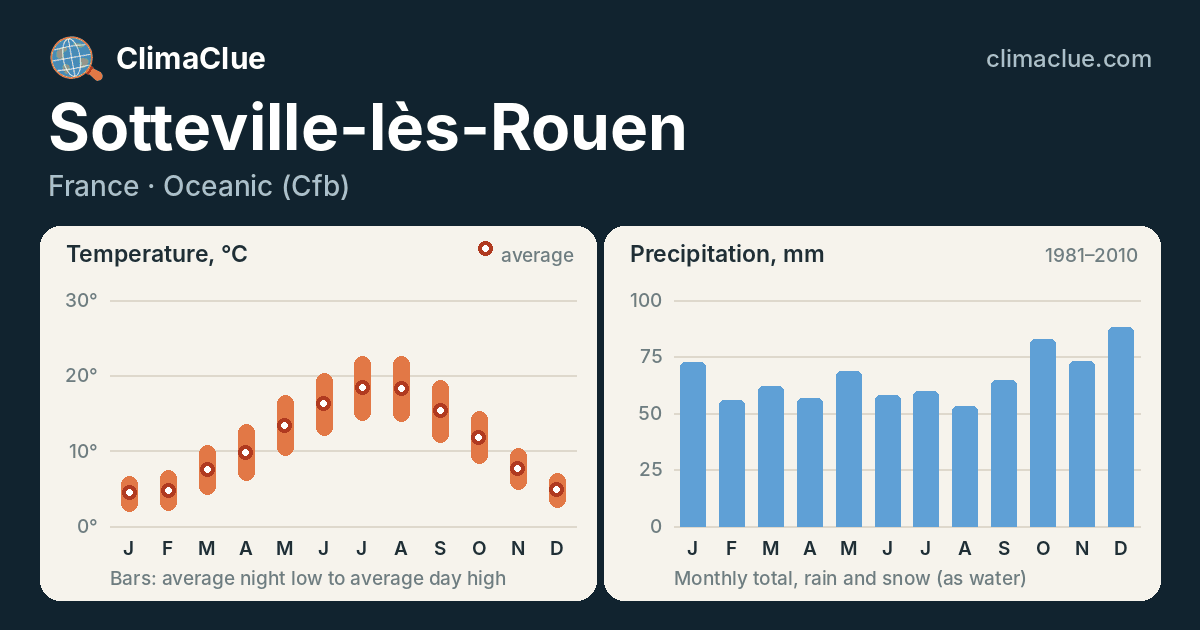 ClimaClue
climaclue.com
Sotteville-lès-Rouen
France · Oceanic (Cfb)
Temperature, °C
average
30°
20°
10°
0°
J F M A M J J A S O N D
Bars: average night low to average day high
Precipitation, mm
1981–2010
100
75
50
25
0
J F M A M J J A S O N D
Monthly total, rain and snow (as water)